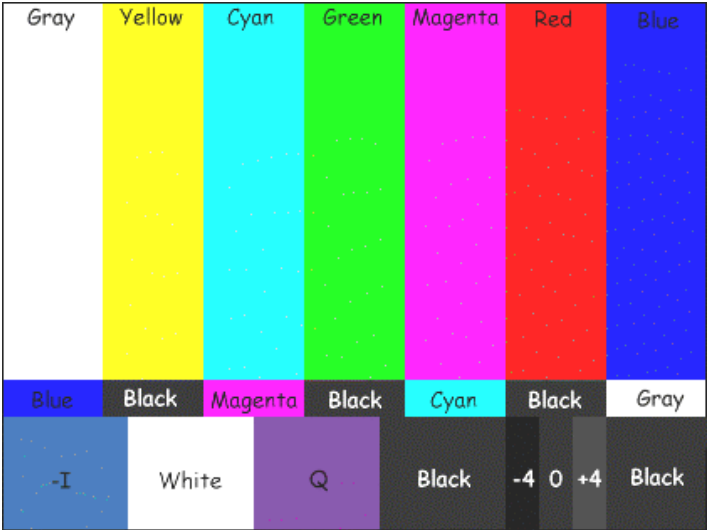 Gray Yellow Cyan Green Magenta Red Blue
Blue Black Magenta Black Cyan Black Gray
-I White Q Black -4 0 +4 Black